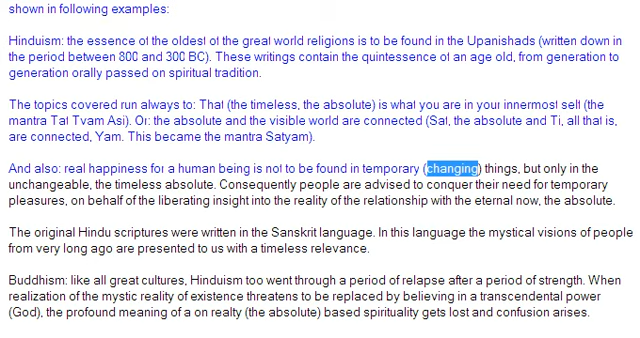 shown in following examples:
Hinduism: the essence of the oldest of the great world religions is to be found in the Upanishads (written down in
the period between 800 and 300 BC). These writings contain the quintessence of an age old, from generation to
generation orally passed on spiritual tradition.
The topics covered run always to: That (the timeless, the absolute) is what you are in your innermost self (the
mantra Tat Tvam Asi). Or: the absolute and the visible world are connected (Sat, the absolute and Ti, all that is,
are connected, Yam. This became the mantra Satyam).
And also: real happiness for a human being is not to be found in temporary (changing) things, but only in the
unchangeable, the timeless absolute. Consequently people are advised to conquer their need for temporary
pleasures, on behalf of the liberating insight into the reality of the relationship with the eternal now, the absolute.
The original Hindu scriptures were written in the Sanskrit language. In this language the mystical visions of people
from very long ago are presented to us with a timeless relevance.
Buddhism: like all great cultures, Hinduism too went through a period of relapse after a period of strength. When
realization of the mystic reality of existence threatens to be replaced by believing in a transcendental power
(God), the profound meaning of a on realty (the absolute) based spirituality gets lost and confusion arises.